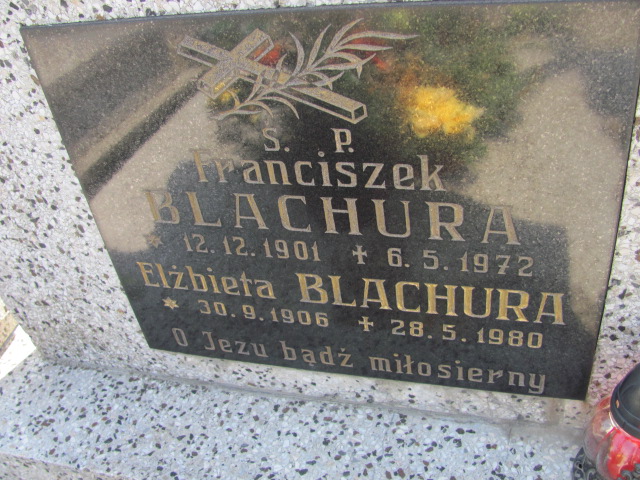 S. P.
Franciszek
BLACHURA
* 12.12.1901 + 6.5.1972
Elżbieta BLACHURA
* 30.9.1906 + 28.5.1980
O Jezu bądź miłosierny